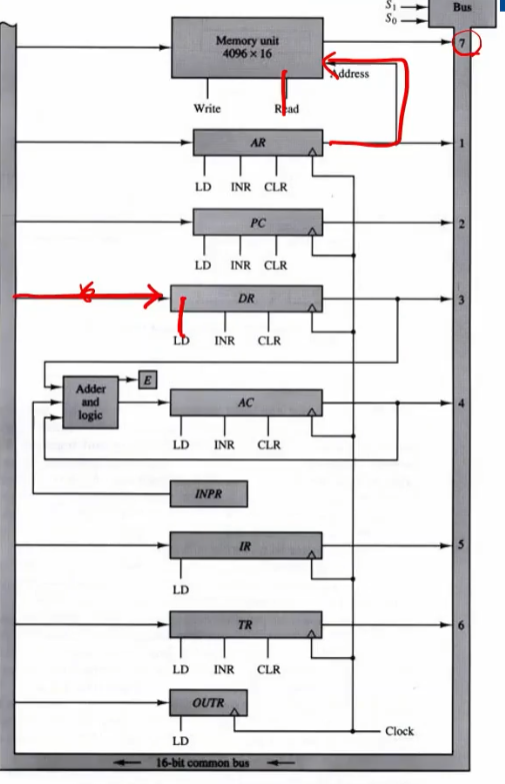 S₁
S₀
Bus
Memory unit
4096 × 16
7
Address
Write
Read
AR
1
LD INR CLR
PC
2
LD INR CLR
DR
3
LD INR CLR
E
Adder
and
logic
AC
4
LD INR CLR
INPR
IR
5
LD
TR
6
LD INR CLR
OUTR
LD
Clock
16-bit common bus